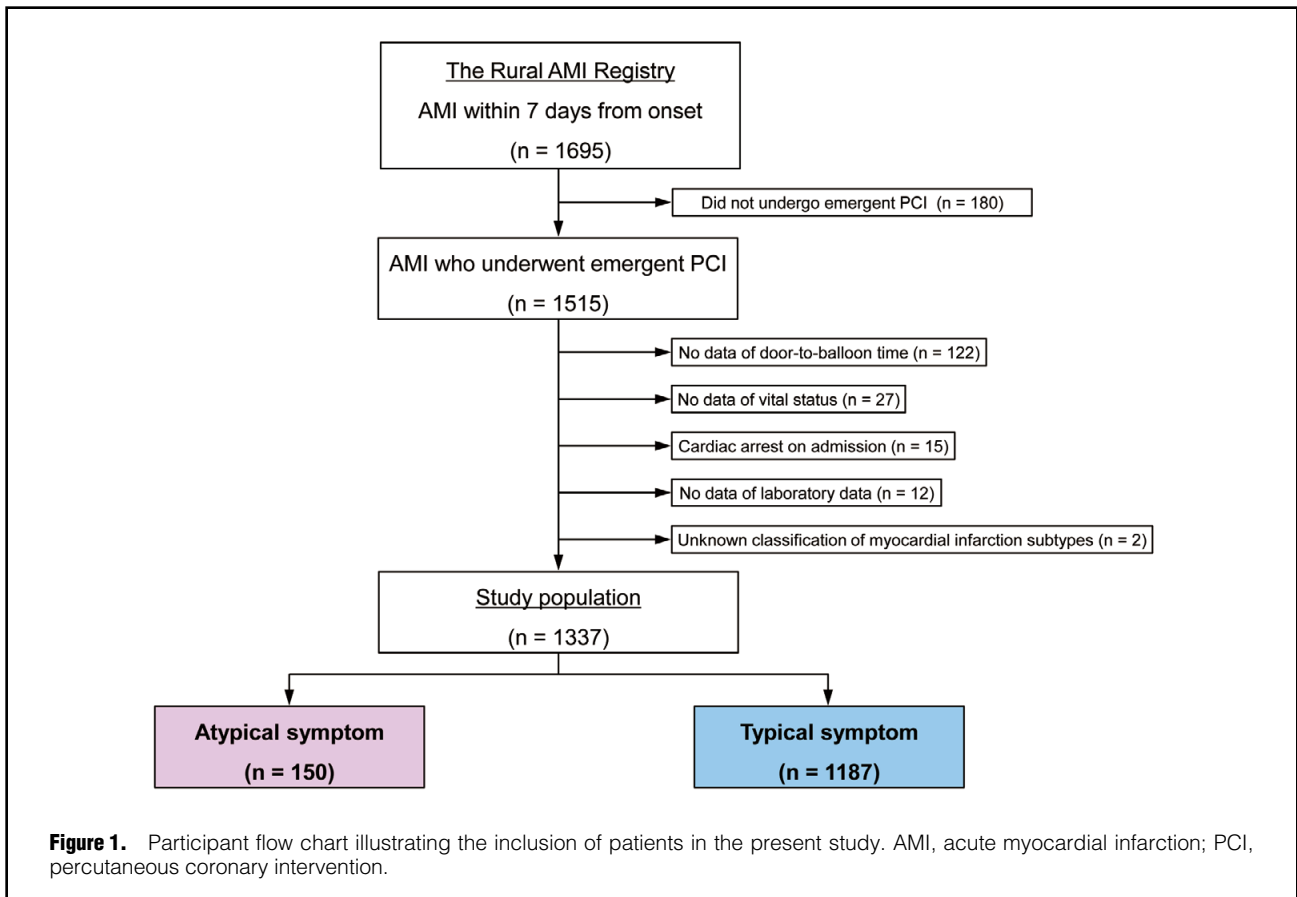 The Rural AMI Registry
AMI within 7 days from onset
(n = 1695)
Did not undergo emergent PCI (n = 180)
AMI who underwent emergent PCI
(n = 1515)
No data of door-to-balloon time (n = 122)
No data of vital status (n = 27)
Cardiac arrest on admission (n = 15)
No data of laboratory data (n = 12)
Unknown classification of myocardial infarction subtypes (n = 2)
Study population
(n = 1337)
Atypical symptom
(n = 150)
Typical symptom
(n = 1187)
Figure 1. Participant flow chart illustrating the inclusion of patients in the present study. AMI, acute myocardial infarction; PCI,
percutaneous coronary intervention.